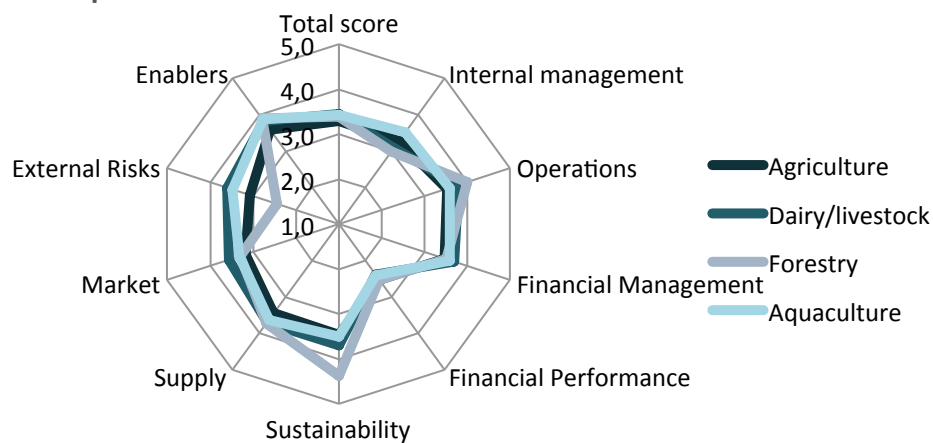 Total score
5,0
Enablers
Internal management
4,0
3,0
External Risks
Operations
2,0
Agriculture
1,0
Dairy/livestock
Forestry
Market
Financial Management
Aquaculture
Supply
Financial Performance
Sustainability